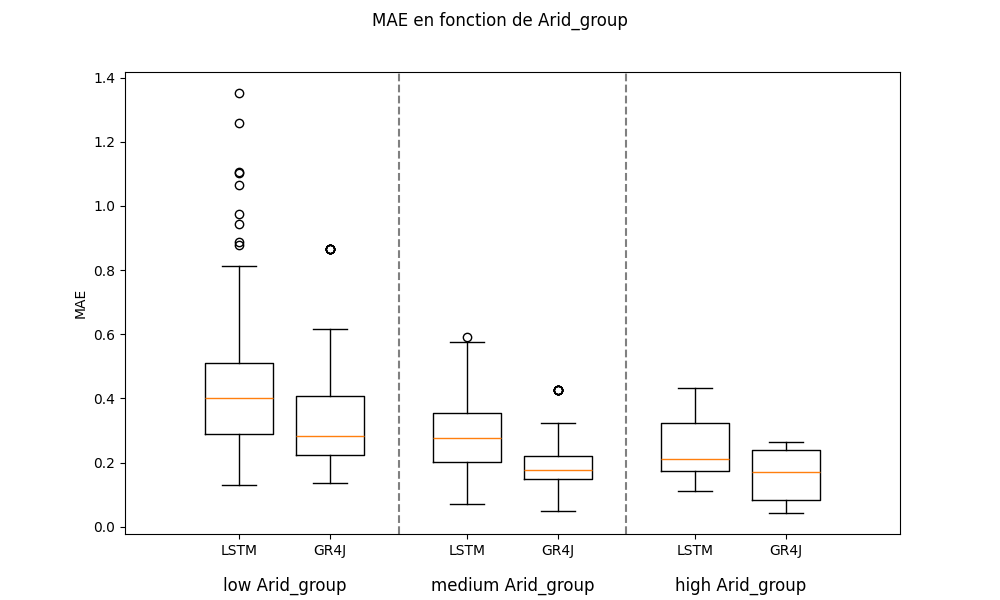 MAE en fonction de Arid_group
1.4
1.2
1.0
0.8
0.6
0.4
0.2
0.0
MAE
LSTM GR4J LSTM GR4J LSTM GR4J
low Arid_group medium Arid_group high Arid_group